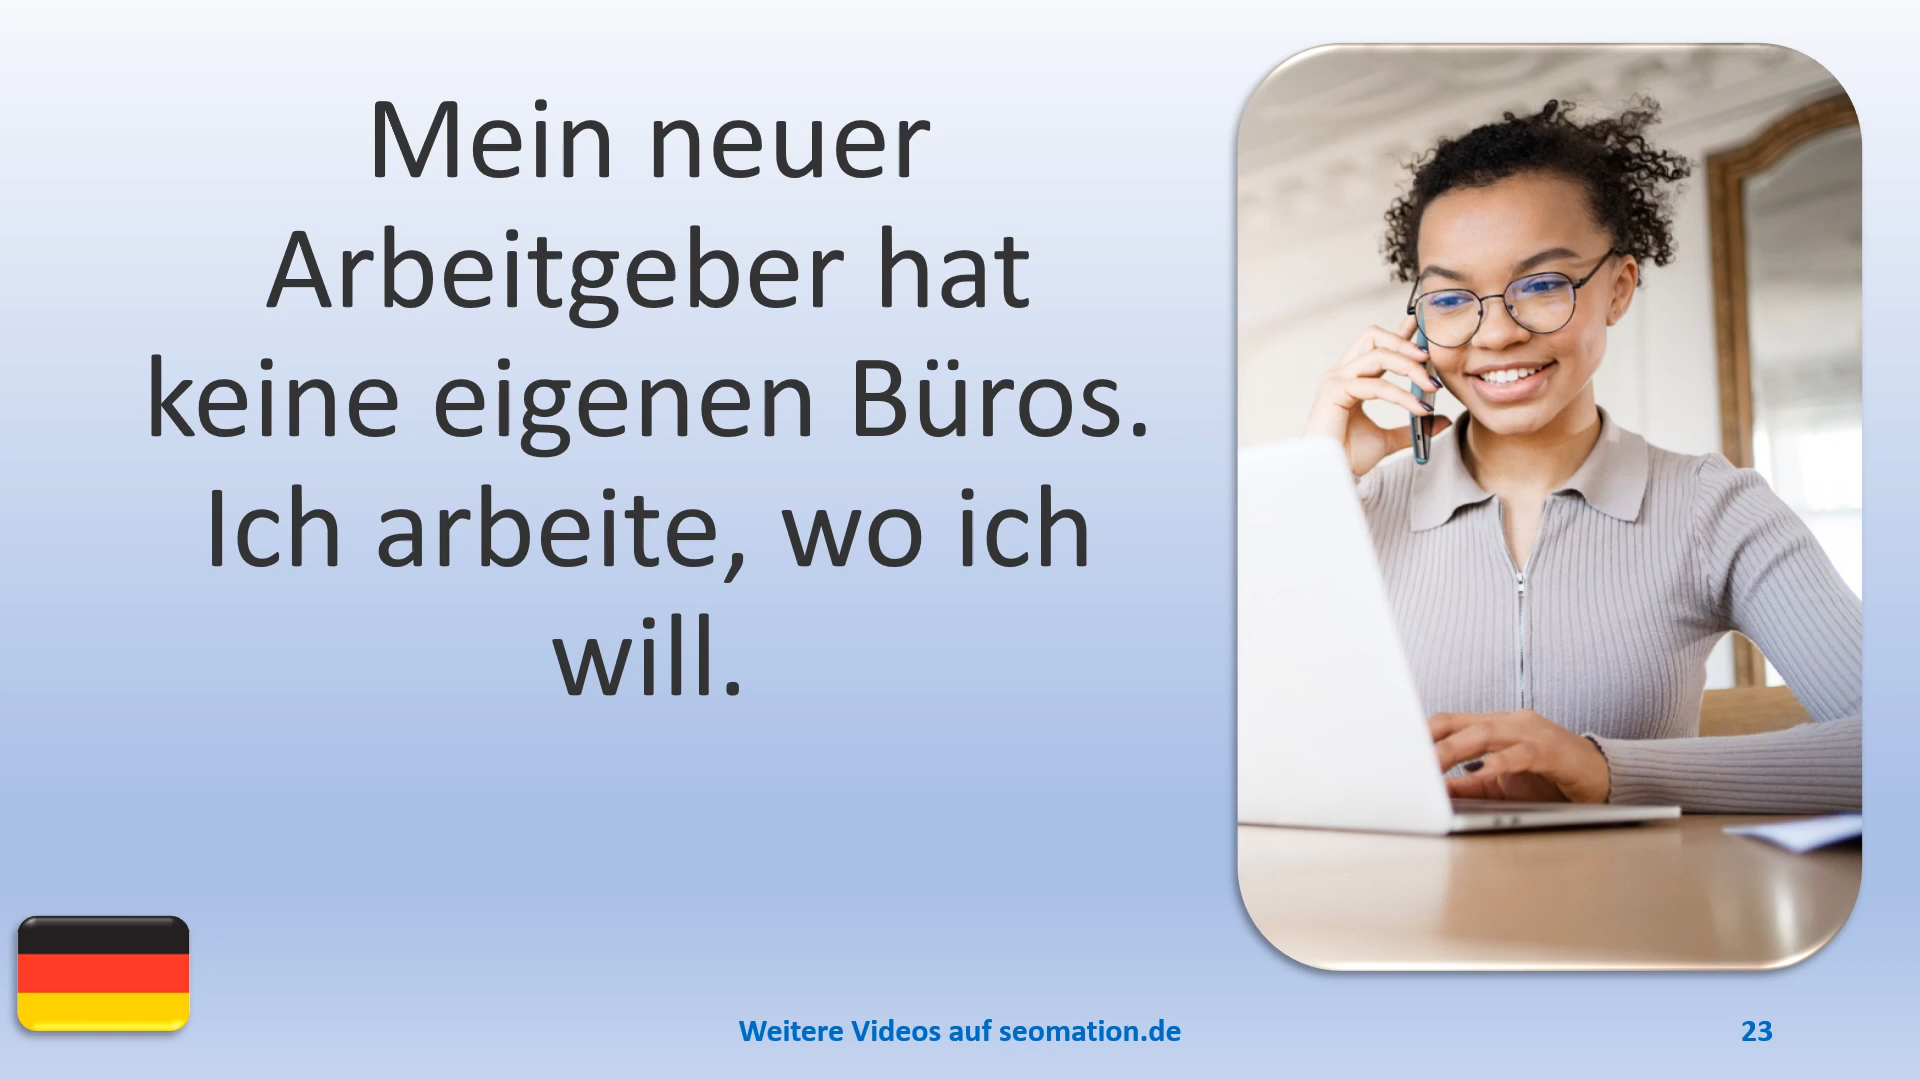 Mein neuer
Arbeitgeber hat
keine eigenen Büros.
Ich arbeite, wo ich
will.
Weitere Videos auf seomation.de
23